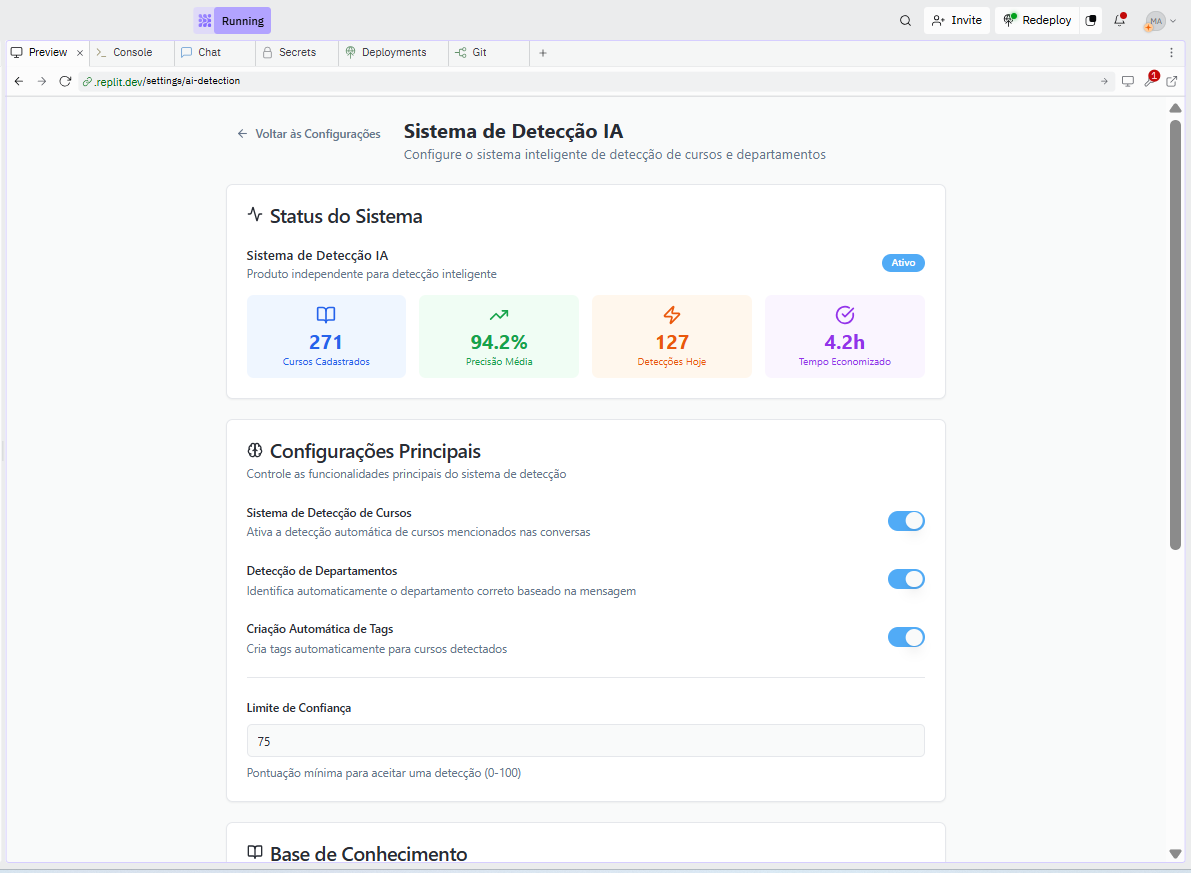 Running
Invite
Redeploy
MA
Preview
Console
Chat
Secrets
Deployments
Git
.replit.dev/settings/ai-detection
1
Voltar às Configurações
Sistema de Detecção IA
Configure o sistema inteligente de detecção de cursos e departamentos
Status do Sistema
Sistema de Detecção IA
Produto independente para detecção inteligente
Ativo
271
Cursos Cadastrados
94.2%
Precisão Média
127
Detecções Hoje
4.2h
Tempo Economizado
Configurações Principais
Controle as funcionalidades principais do sistema de detecção
Sistema de Detecção de Cursos
Ativa a detecção automática de cursos mencionados nas conversas
Detecção de Departamentos
Identifica automaticamente o departamento correto baseado na mensagem
Criação Automática de Tags
Cria tags automaticamente para cursos detectados
Limite de Confiança
75
Pontuação mínima para aceitar uma detecção (0-100)
Base de Conhecimento